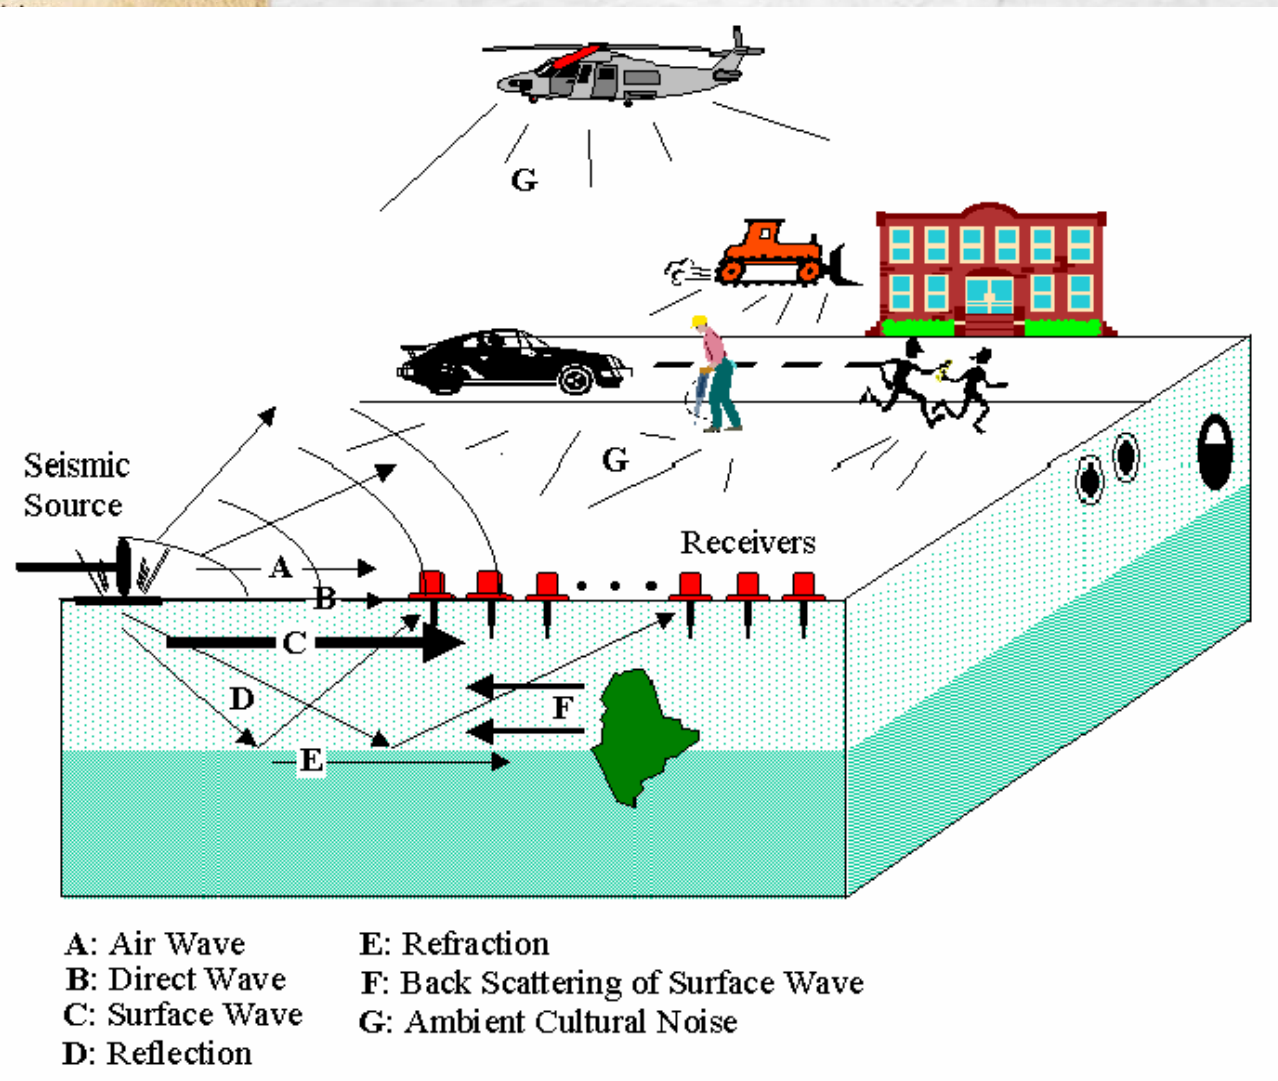 G
G
Seismic
Source
Receivers
A
B
C
D
F
E
A: Air Wave
B: Direct Wave
C: Surface Wave
D: Reflection
E: Refraction
F: Back Scattering of Surface Wave
G: Ambient Cultural Noise